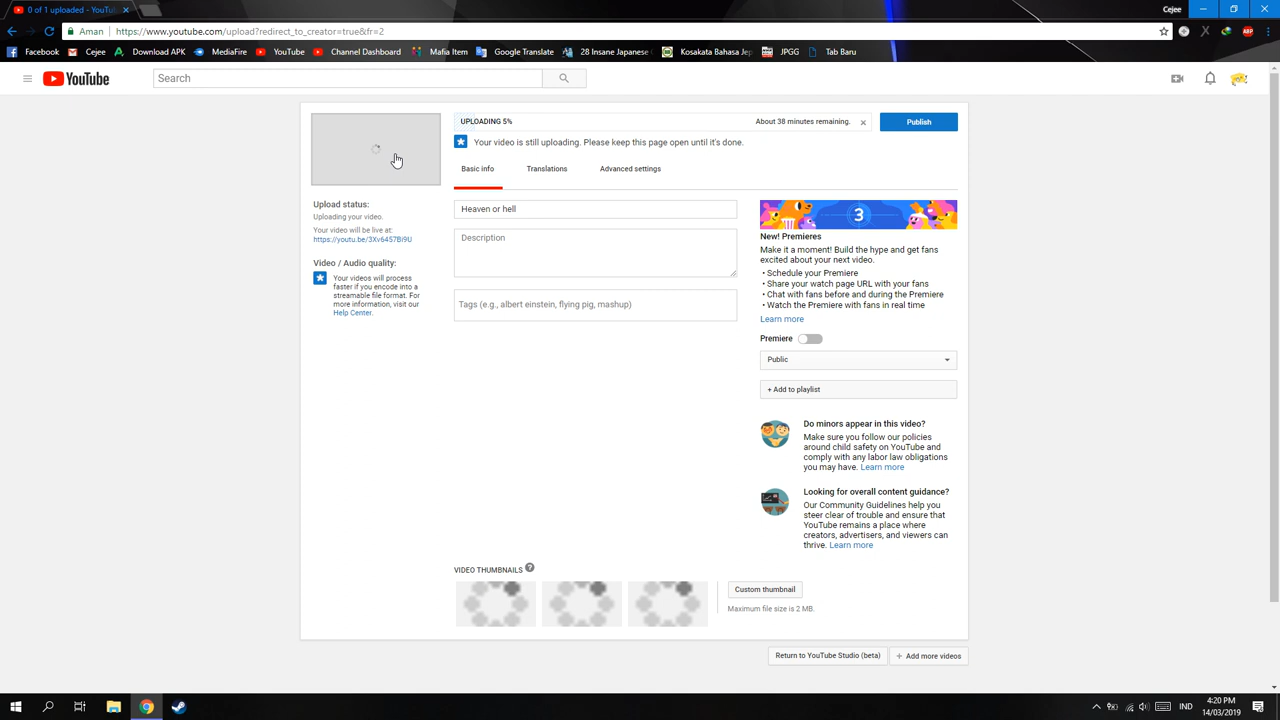 0 of 1 uploaded - YouTu
Cejee
Aman
https://www.youtube.com/upload?redirect_to_creator=true&fr=2
Facebook
Cejee
Download APK
MediaFire
YouTube
Channel Dashboard
Mafia Item
Google Translate
28 Insane Japanese
Kosakata Bahasa Jep
JPGG
Tab Baru
YouTube
Search
UPLOADING 5%
About 38 minutes remaining.
Publish
Your video is still uploading. Please keep this page open until it's done.
Basic info
Translations
Advanced settings
Upload status:
Uploading your video.
Your video will be live at:
https://youtu.be/3Xv6457Bi9U
Video / Audio quality:
Your videos will process
faster if you encode into a
streamable file format. For
more information, visit our
Help Center.
Heaven or hell
Description
Tags (e.g., albert einstein, flying pig, mashup)
3
New! Premieres
Make it a moment! Build the hype and get fans
excited about your next video.
• Schedule your Premiere
• Share your watch page URL with your fans
• Chat with fans before and during the Premiere
• Watch the Premiere with fans in real time
Learn more
Premiere
Public
+ Add to playlist
Do minors appear in this video?
Make sure you follow our policies
around child safety on YouTube and
comply with any labor law obligations
you may have. Learn more
Looking for overall content guidance?
Our Community Guidelines help you
steer clear of trouble and ensure that
YouTube remains a place where
creators, advertisers, and viewers can
thrive. Learn more
VIDEO THUMBNAILS ?
Custom thumbnail
Maximum file size is 2 MB.
Return to YouTube Studio (beta)
+ Add more videos
IND
4:20 PM
14/03/2019